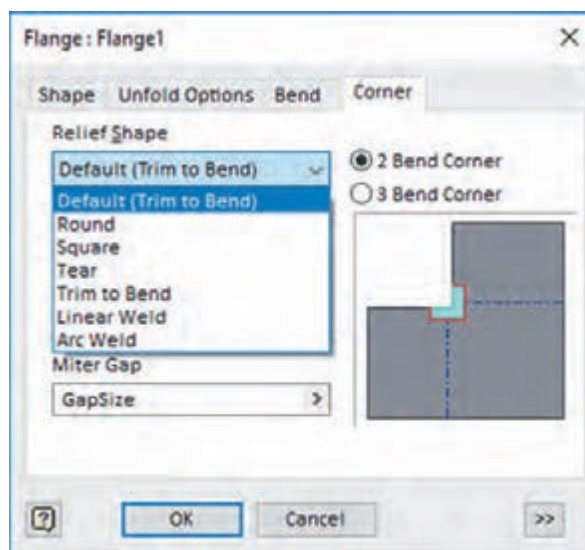 Flange : Flange1
Shape Unfold Options Bend Corner
Relief Shape
Default (Trim to Bend)
2 Bend Corner
Default (Trim to Bend)
3 Bend Corner
Round
Square
Tear
Trim to Bend
Linear Weld
Arc Weld
Miter Gap
GapSize >
? OK Cancel >>